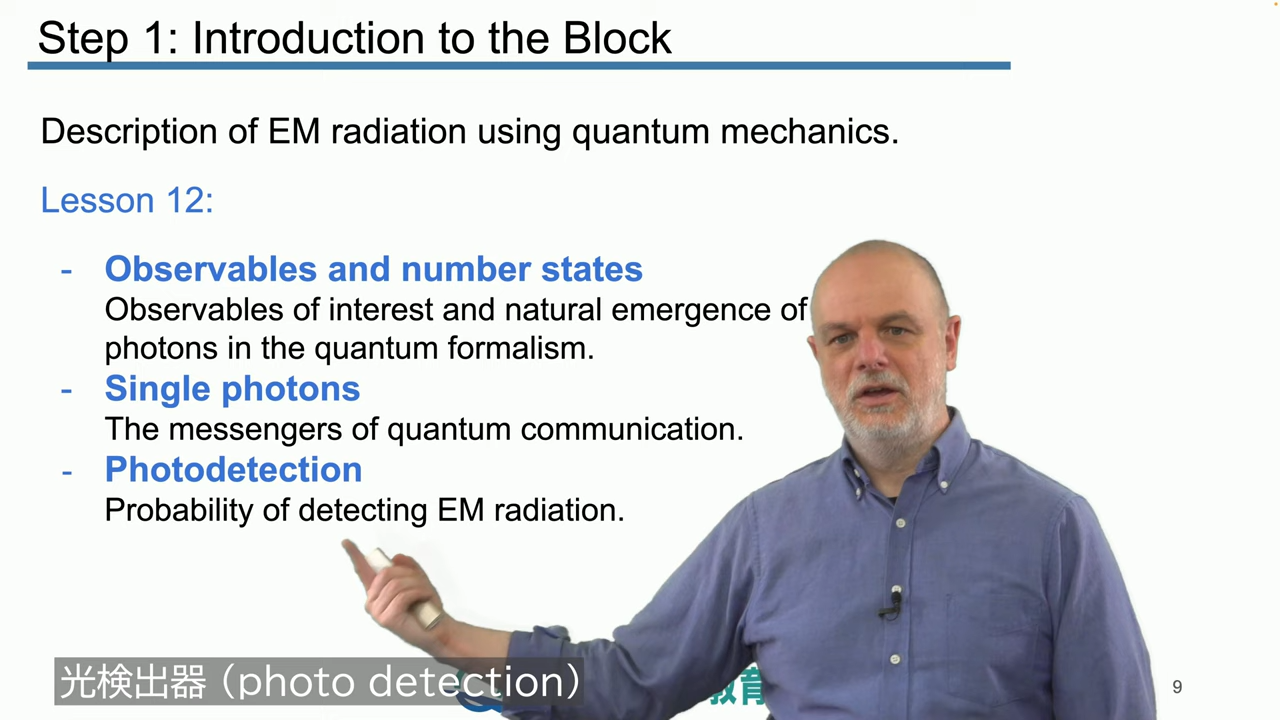 Step 1: Introduction to the Block
Description of EM radiation using quantum mechanics.
Lesson 12:
- Observables and number states
Observables of interest and natural emergence of
photons in the quantum formalism.
- Single photons
The messengers of quantum communication.
- Photodetection
Probability of detecting EM radiation.
光検出器（photo detection）
教育
9